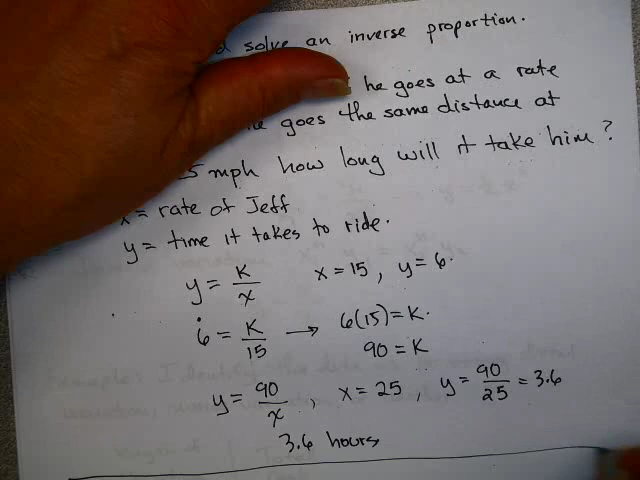 solve an inverse proportion.
he goes at a rate
goes the same distance at
mph how long will it take him?
x = rate of Jeff
y = time it takes to ride.
y = K/x x = 15, y = 6.
6 = K/15 → 6(15) = K.
90 = K
y = 90/x, x = 25, y = 90/25 = 3.6
3.6 hours